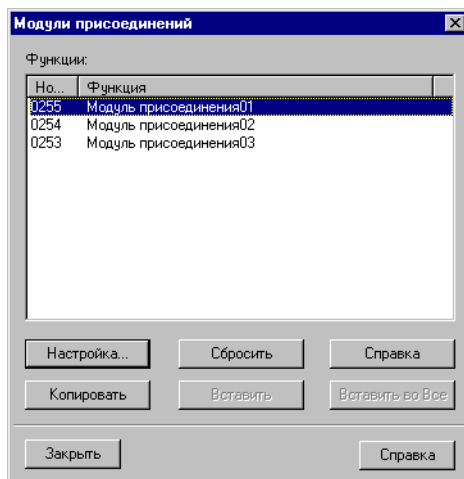 Модули присоединений
Функции:
Но... Функция
0255 Модуль присоединения01
0254 Модуль присоединения02
0253 Модуль присоединения03
Настройка... Сбросить Справка
Копировать Вставить Вставить во Все
Закрыть Справка